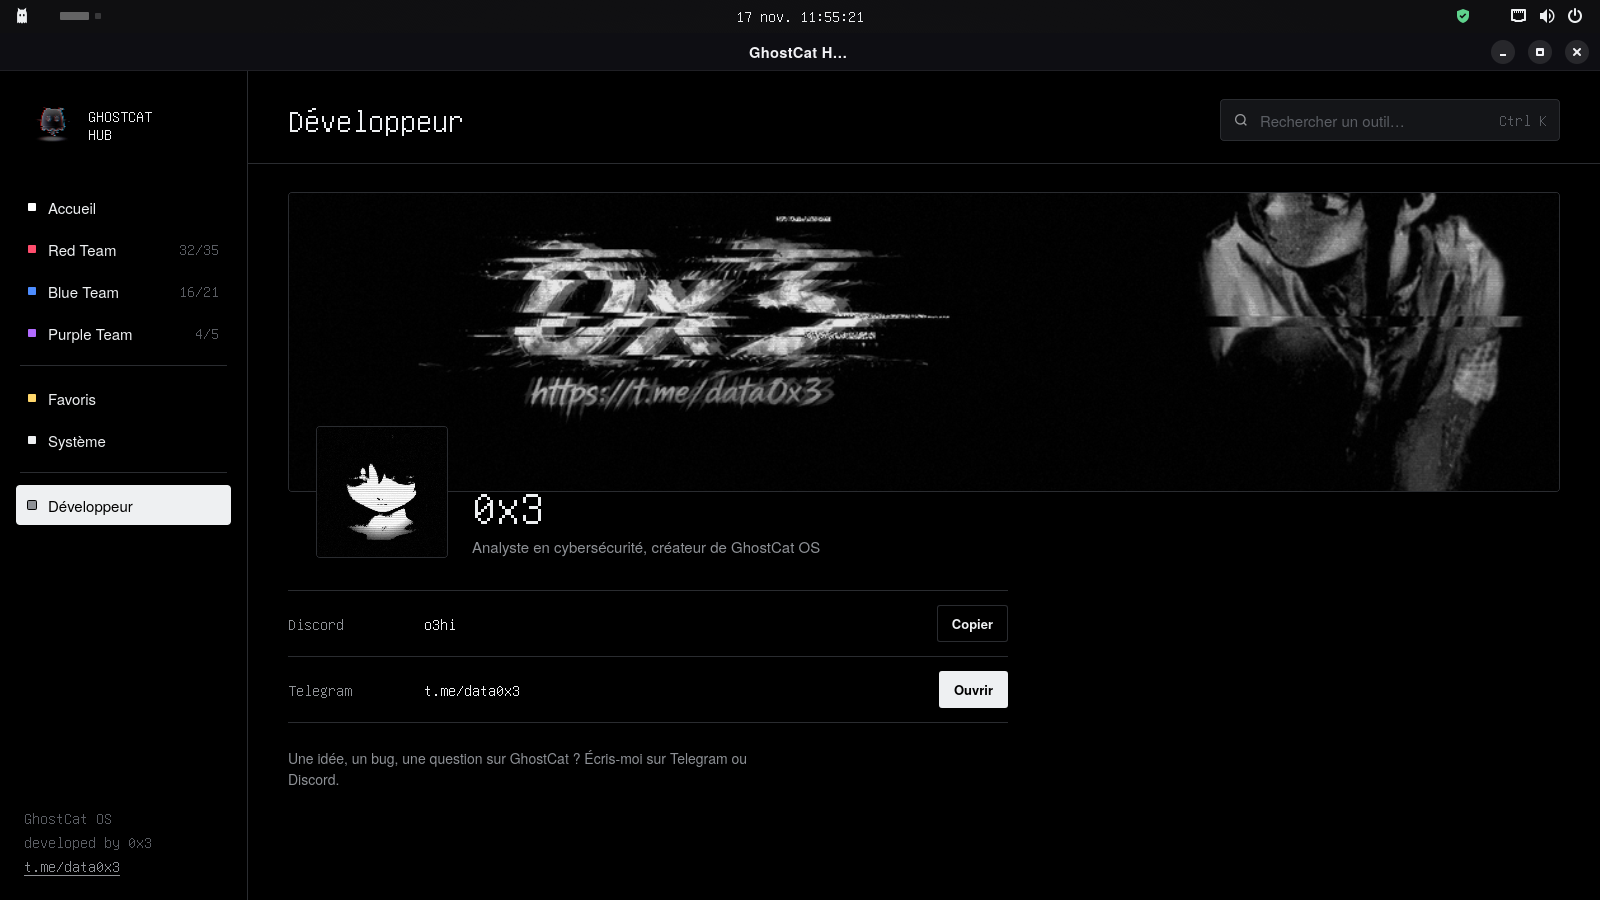 17 nov. 11:55:21
GhostCat H...
GHOSTCAT
HUB
Développeur
Rechercher un outil...
Ctrl K
Accueil
Red Team 32/35
Blue Team 16/21
Purple Team 4/5
Favoris
Système
Développeur
0x3
https://t.me/data0x3
0x3
Analyste en cybersécurité, créateur de GhostCat OS
Discord o3hi Copier
Telegram t.me/data0x3 Ouvrir
Une idée, un bug, une question sur GhostCat ? Écris-moi sur Telegram ou
Discord.
GhostCat OS
developed by 0x3
t.me/data0x3